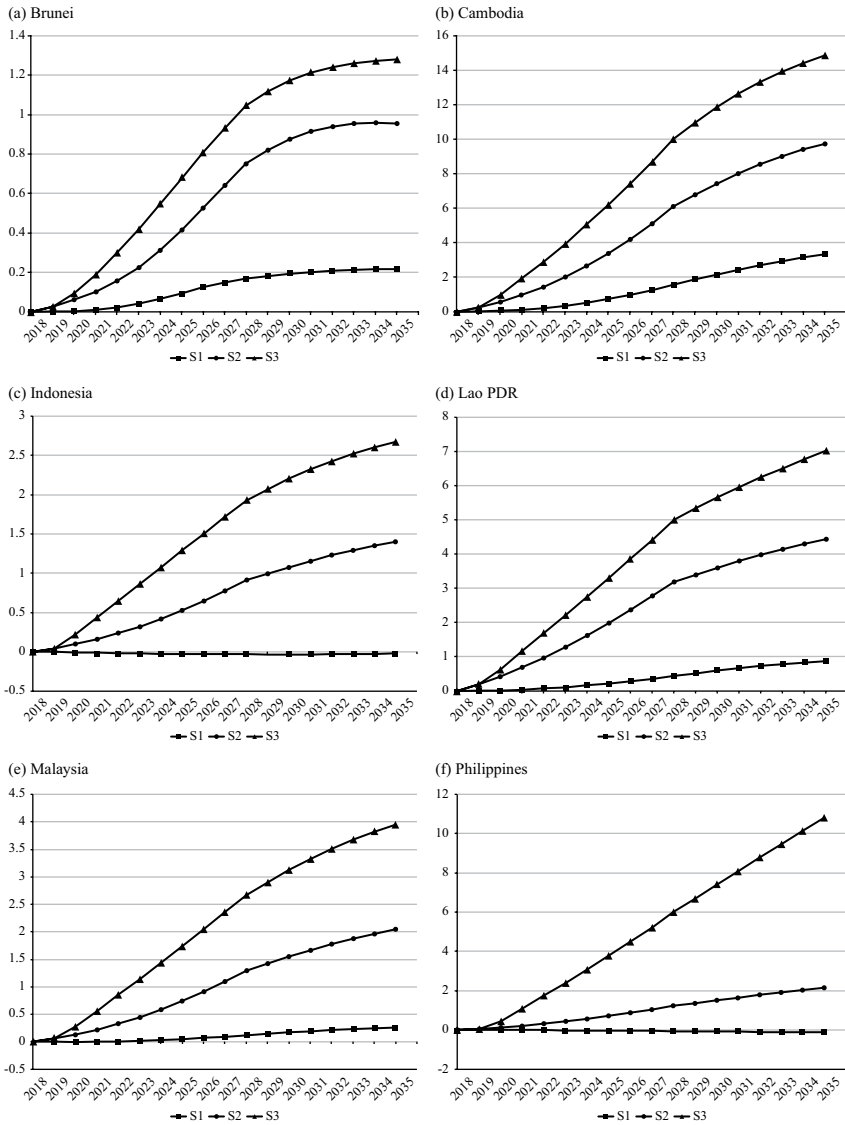 (a) Brunei
1.4
1.2
1
0.8
0.6
0.4
0.2
0
2018 2019 2020 2021 2022 2023 2024 2025 2026 2027 2028 2029 2030 2031 2032 2033 2034 2035
S1 S2 S3
(b) Cambodia
16
14
12
10
8
6
4
2
0
2018 2019 2020 2021 2022 2023 2024 2025 2026 2027 2028 2029 2030 2031 2032 2033 2034 2035
S1 S2 S3
(c) Indonesia
3
2.5
2
1.5
1
0.5
0
-0.5
2018 2019 2020 2021 2022 2023 2024 2025 2026 2027 2028 2029 2030 2031 2032 2033 2034 2035
S1 S2 S3
(d) Lao PDR
8
7
6
5
4
3
2
1
0
2018 2019 2020 2021 2022 2023 2024 2025 2026 2027 2028 2029 2030 2031 2032 2033 2034 2035
S1 S2 S3
(e) Malaysia
4.5
4
3.5
3
2.5
2
1.5
1
0.5
0
-0.5
2018 2019 2020 2021 2022 2023 2024 2025 2026 2027 2028 2029 2030 2031 2032 2033 2034 2035
S1 S2 S3
(f) Philippines
12
10
8
6
4
2
0
-2
2018 2019 2020 2021 2022 2023 2024 2025 2026 2027 2028 2029 2030 2031 2032 2033 2034 2035
S1 S2 S3